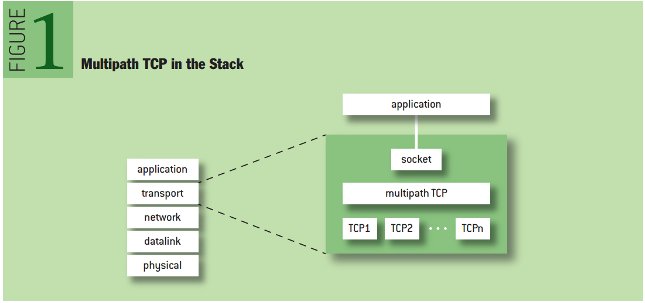 FIGURE
1
Multipath TCP in the Stack
application
transport
network
datalink
physical
application
socket
multipath TCP
TCP1 TCP2 ••• TCPn